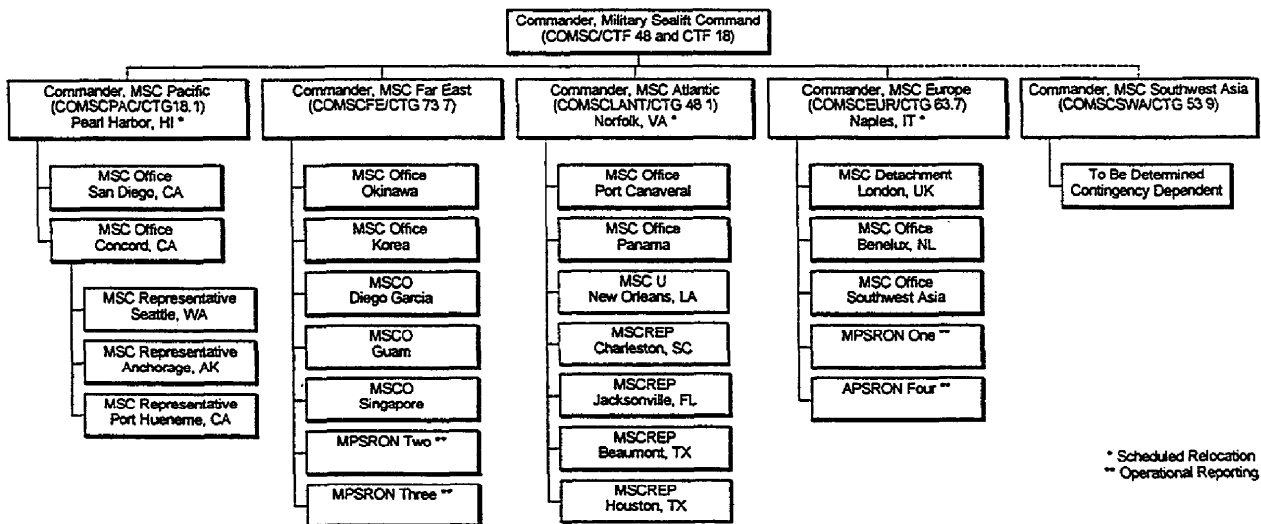 Commander, Military Sealift Command
(COMSC/CTF 48 and CTF 18)
Commander, MSC Pacific
(COMSCPAC/CTG18. 1)
Pearl Harbor, HI *
Commander, MSC Far East
(COMSCFE/CTG 73 7)
Commander, MSC Atlantic
(COMSCLANT/CTG 48 1)
Norfolk, VA *
Commander, MSC Europe
(COMSCEUR/CTG 63.7)
Naples, IT *
Commander, MSC Southwest Asia
(COMSCSWA/CTG 53 9)
MSC Office
San Diego, CA
MSC Office
Concord, CA
MSC Representative
Seattle, WA
MSC Representative
Anchorage, AK
MSC Representative
Port Hueneme, CA
MSC Office
Okinawa
MSC Office
Korea
MSCO
Diego Garcia
MSCO
Guam
MSCO
Singapore
MPSRON Two **
MPSRON Three **
MSC Office
Port Canaveral
MSC Office
Panama
MSC U
New Orleans, LA
MSCREP
Charleston, SC
MSCREP
Jacksonville, FL
MSCREP
Beaumont, TX
MSCREP
Houston, TX
MSC Detachment
London, UK
MSC Office
Benelux, NL
MSC Office
Southwest Asia
MPSRON One **
APSRON Four **
To Be Determined
Contingency Dependent
* Scheduled Relocation
** Operational Reporting